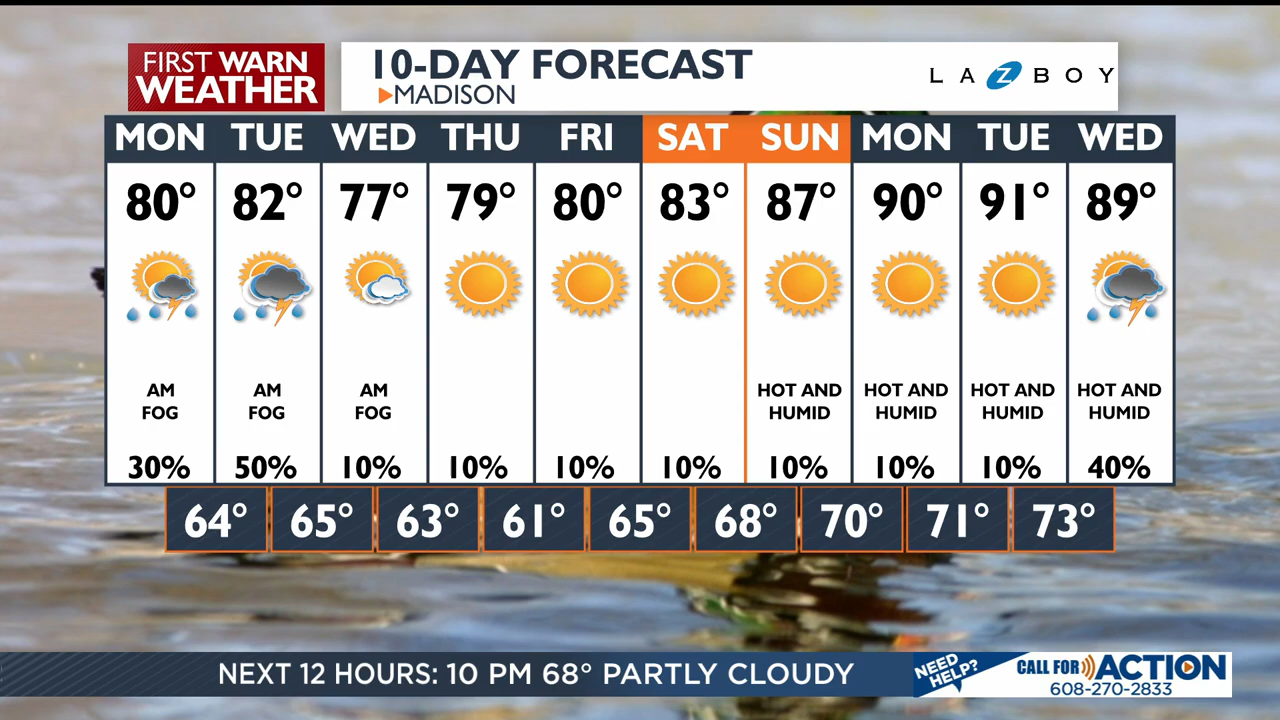 FIRST WARN
WEATHER
10-DAY FORECAST
MADISON
LA Z BOY
MON TUE WED THU FRI SAT SUN MON TUE WED
80° 82° 77° 79° 80° 83° 87° 90° 91° 89°
AM FOG
AM FOG
AM FOG
HOT AND HUMID
HOT AND HUMID
HOT AND HUMID
HOT AND HUMID
30% 50% 10% 10% 10% 10% 10% 10% 10% 40%
64° 65° 63° 61° 65° 68° 70° 71° 73°
NEXT 12 HOURS: 10 PM 68° PARTLY CLOUDY
NEED HELP?
CALL FOR ACTION
608-270-2833